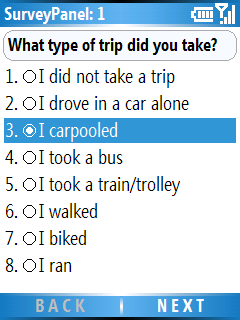 SurveyPanel: 1
What type of trip did you take?
1. I did not take a trip
2. I drove in a car alone
3. I carpooled
4. I took a bus
5. I took a train/trolley
6. I walked
7. I biked
8. I ran
BACK NEXT